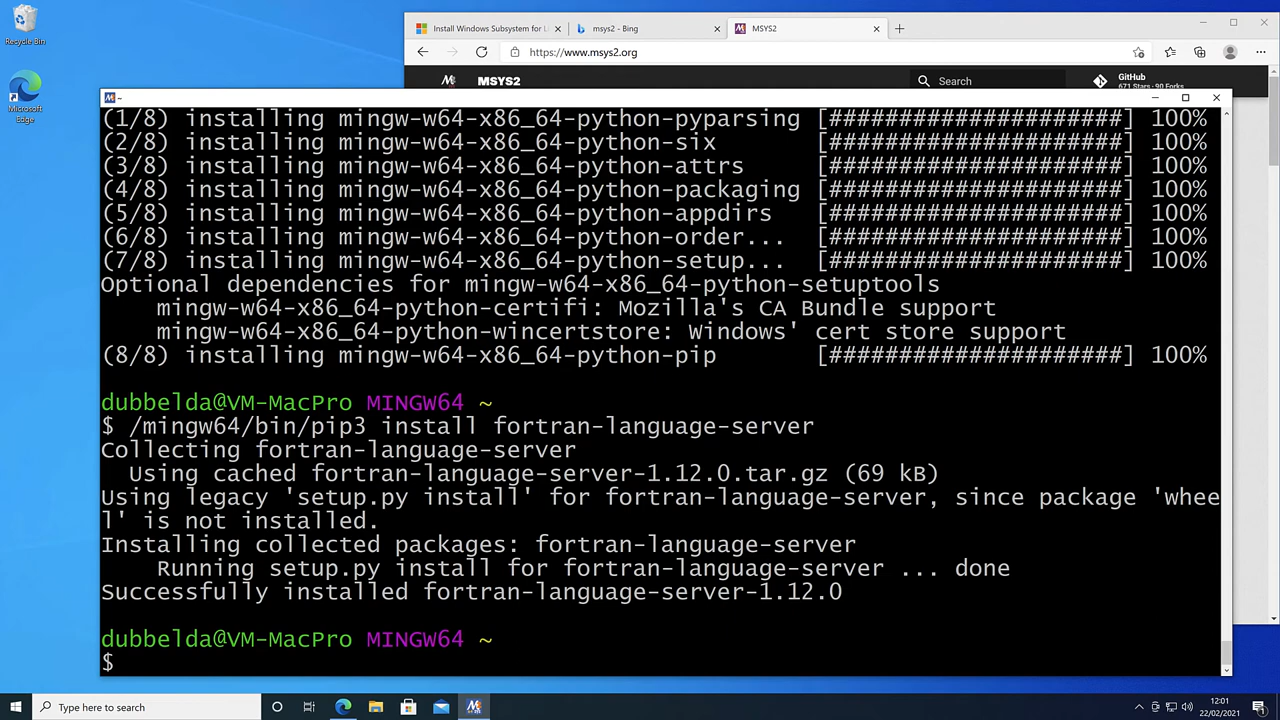 Recycle Bin
Microsoft
Edge
Install Windows Subsystem for L
msys2 - Bing
MSYS2
https://www.msys2.org
MSYS2
Search
GitHub
671 Stars · 90 Forks
~
(1/8) installing mingw-w64-x86_64-python-pyparsing [#####################] 100%
(2/8) installing mingw-w64-x86_64-python-six [#####################] 100%
(3/8) installing mingw-w64-x86_64-python-attrs [#####################] 100%
(4/8) installing mingw-w64-x86_64-python-packaging [#####################] 100%
(5/8) installing mingw-w64-x86_64-python-appdirs [#####################] 100%
(6/8) installing mingw-w64-x86_64-python-order... [#####################] 100%
(7/8) installing mingw-w64-x86_64-python-setup... [#####################] 100%
Optional dependencies for mingw-w64-x86_64-python-setuptools
mingw-w64-x86_64-python-certifi: Mozilla's CA Bundle support
mingw-w64-x86_64-python-wincertstore: Windows' cert store support
(8/8) installing mingw-w64-x86_64-python-pip [#####################] 100%
dubbelda@VM-MacPro MINGW64 ~
$ /mingw64/bin/pip3 install fortran-language-server
Collecting fortran-language-server
Using cached fortran-language-server-1.12.0.tar.gz (69 kB)
Using legacy 'setup.py install' for fortran-language-server, since package 'whee
l' is not installed.
Installing collected packages: fortran-language-server
Running setup.py install for fortran-language-server ... done
Successfully installed fortran-language-server-1.12.0
dubbelda@VM-MacPro MINGW64 ~
$
Type here to search
12:01
22/02/2021